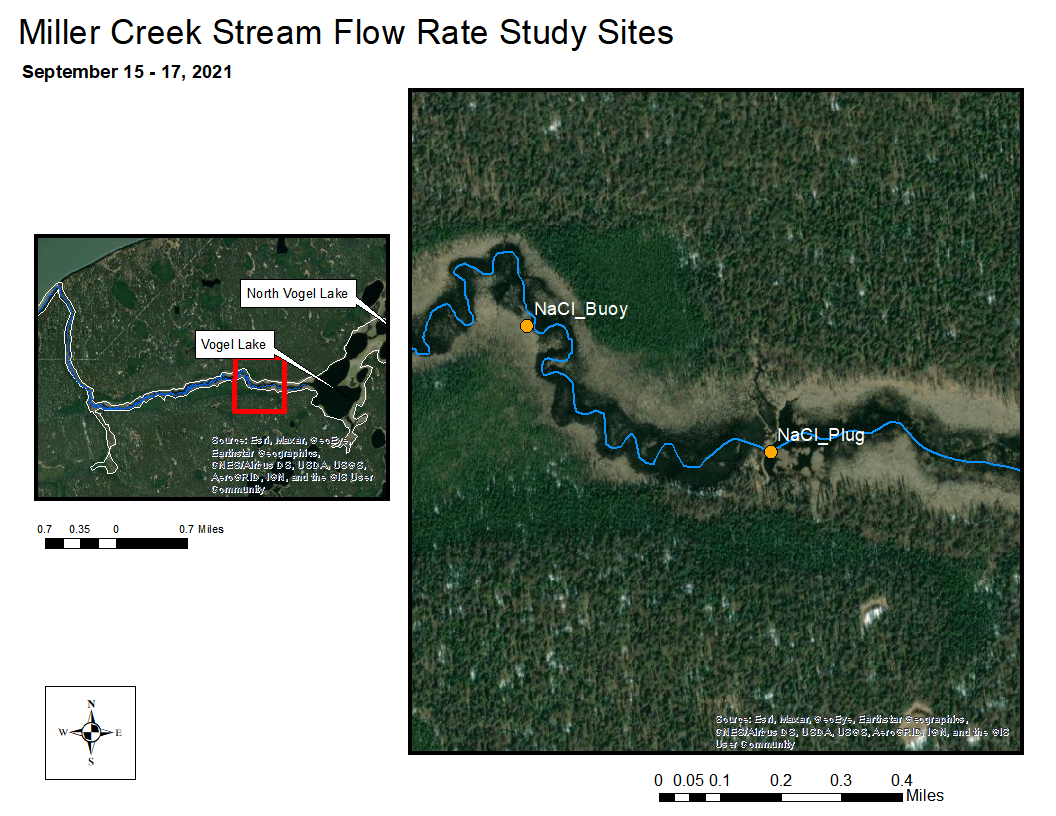 Miller Creek Stream Flow Rate Study Sites
September 15 - 17, 2021
North Vogel Lake
Vogel Lake
Source: Esri, Maxar, GeoEye,
Earthstar Geographics,
CNES/Airbus DS, USDA, USGS,
AeroGRID, IGN, and the GIS User
Community
0.7 0.35 0 0.7 Miles
N
W E
S
NaCl_Buoy
NaCl_Plug
Source: Esri, Maxar, GeoEye, Earthstar Geographics,
CNES/Airbus DS, USDA, USGS, AeroGRID, IGN, and the GIS
User Community
0 0.05 0.1 0.2 0.3 0.4
Miles